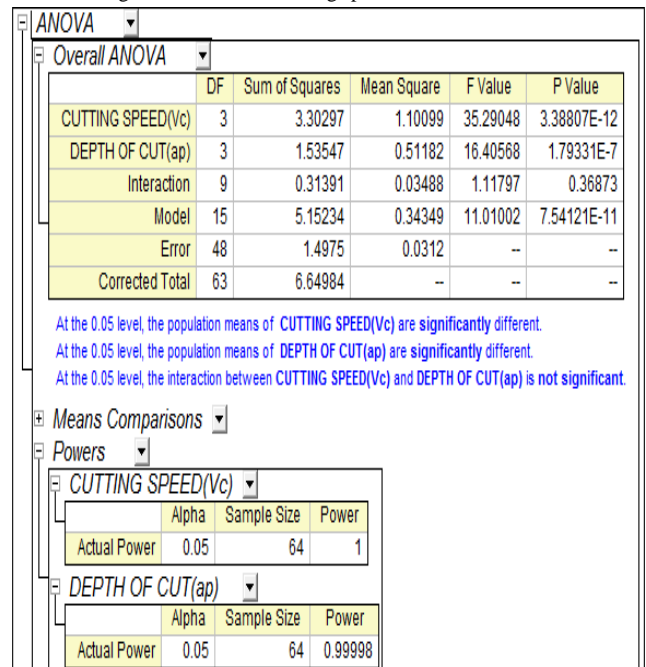 ANOVA
Overall ANOVA
DF Sum of Squares Mean Square F Value P Value
CUTTING SPEED(Vc) 3 3.30297 1.10099 35.29048 3.38807E-12
DEPTH OF CUT(ap) 3 1.53547 0.51182 16.40568 1.79331E-7
Interaction 9 0.31391 0.03488 1.11797 0.36873
Model 15 5.15234 0.34349 11.01002 7.54121E-11
Error 48 1.4975 0.0312 -- --
Corrected Total 63 6.64984 -- -- --
At the 0.05 level, the population means of CUTTING SPEED(Vc) are significantly different.
At the 0.05 level, the population means of DEPTH OF CUT(ap) are significantly different.
At the 0.05 level, the interaction between CUTTING SPEED(Vc) and DEPTH OF CUT(ap) is not significant.
Means Comparisons
Powers
CUTTING SPEED(Vc)
Alpha Sample Size Power
Actual Power 0.05 64 1
DEPTH OF CUT(ap)
Alpha Sample Size Power
Actual Power 0.05 64 0.99998